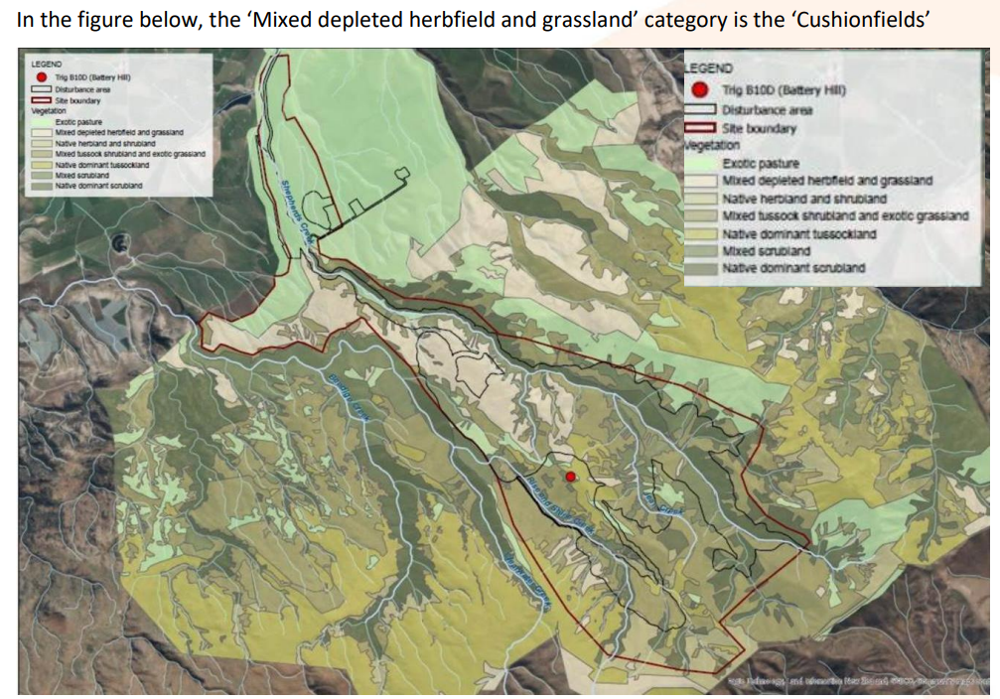 In the figure below, the ‘Mixed depleted herbfield and grassland’ category is the ‘Cushionfields’
LEGEND
Trig B10D (Battery Hill)
Disturbance area
Site boundary
Vegetation
Exotic pasture
Mixed depleted herbfield and grassland
Native herbland and shrubland
Mixed tussock shrubland and exotic grassland
Native dominant tussockland
Mixed scrubland
Native dominant scrubland
LEGEND
Trig B10D (Battery Hill)
Disturbance area
Site boundary
Vegetation
Exotic pasture
Mixed depleted herbfield and grassland
Native herbland and shrubland
Mixed tussock shrubland and exotic grassland
Native dominant tussockland
Mixed scrubland
Native dominant scrubland
Shepherds Creek
Creek
Creek